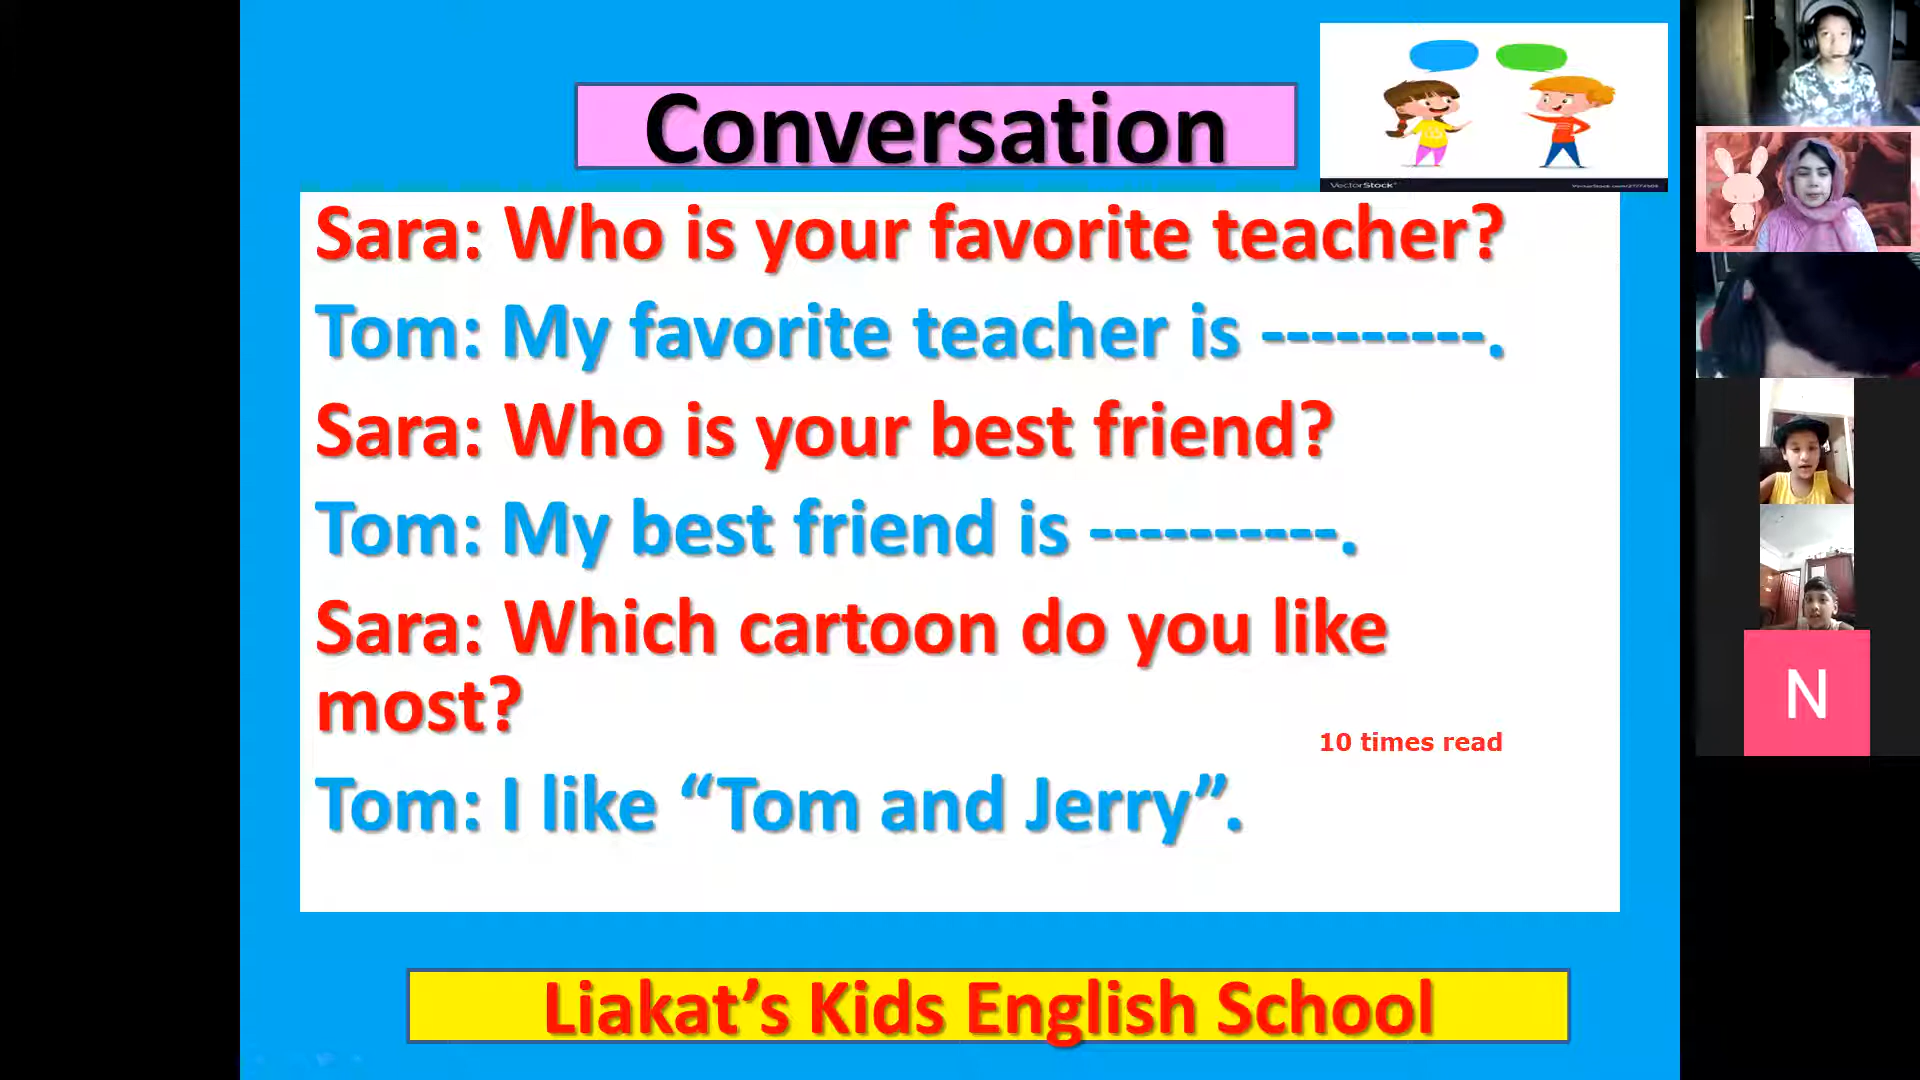 Conversation
VectorStock
Sara: Who is your favorite teacher?
Tom: My favorite teacher is ---------.
Sara: Who is your best friend?
Tom: My best friend is ----------.
Sara: Which cartoon do you like
most?
10 times read
Tom: I like “Tom and Jerry”.
Liakat’s Kids English School
N